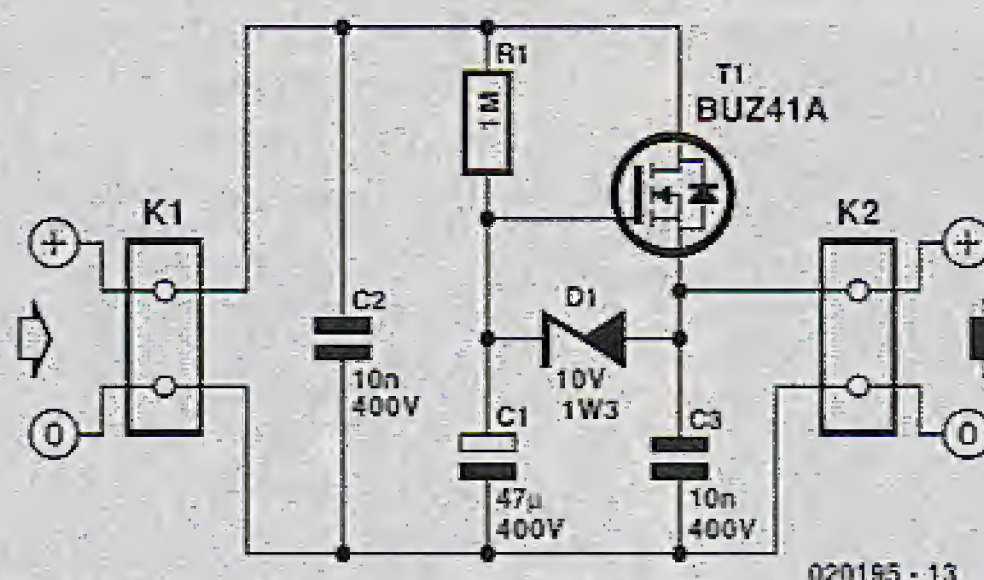 R1
1M
T1
BUZ41A
K1
K2
+
+
C2
10n
400V
D1
10V
1W3
C1
47µ
400V
C3
10n
400V
0
0
020195 - 13